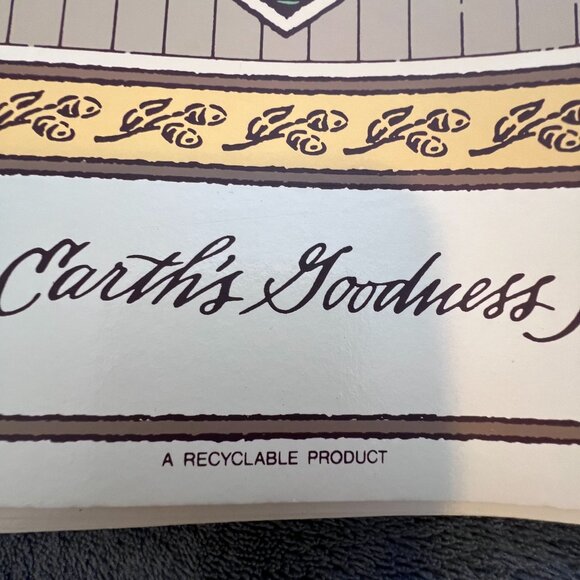 Earth's Goodness
A RECYCLABLE PRODUCT